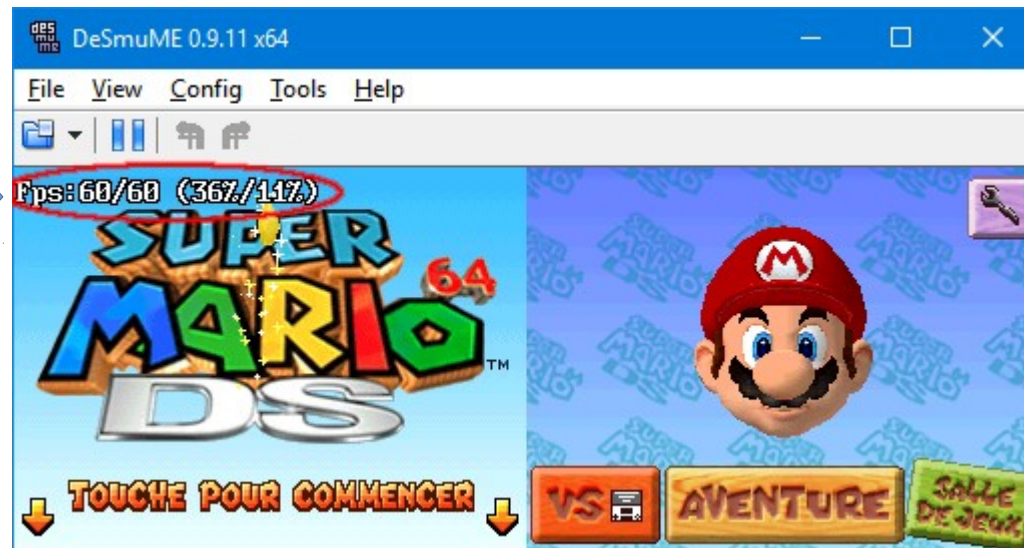 DeSmuME 0.9.11 x64
File View Config Tools Help
Fps:60/60 (36%/11%)
SUPER
MARIO 64
DS
TM
TOUCHE POUR COMMENCER
M
VS
AVENTURE
SALLE
DE JEUX